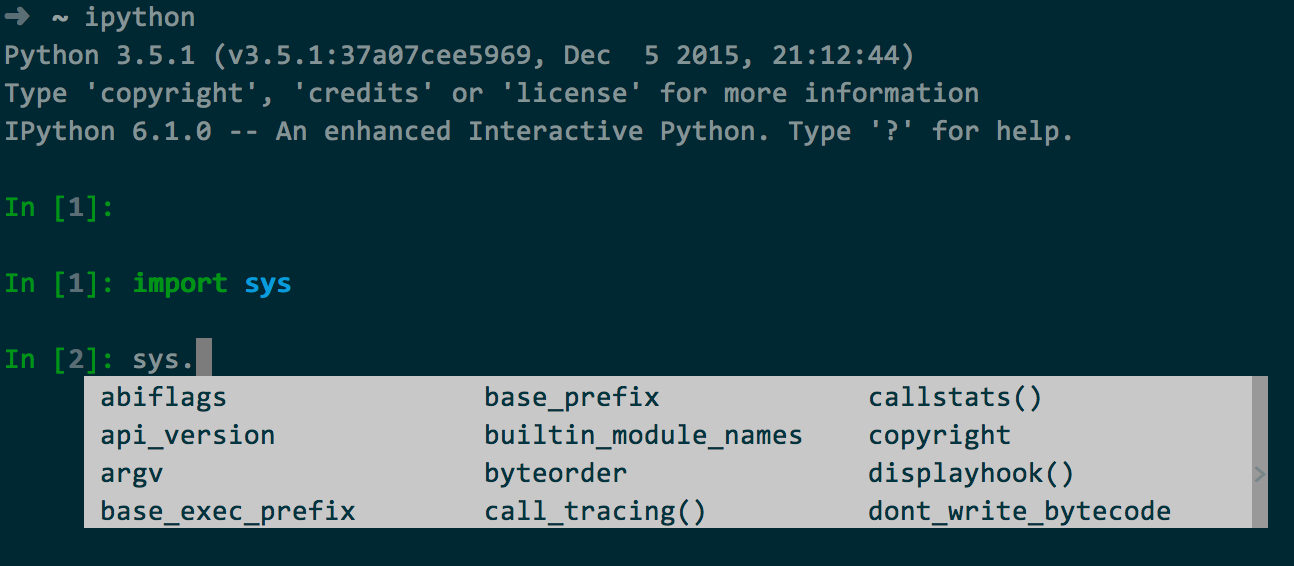 ➜ ~ ipython
Python 3.5.1 (v3.5.1:37a07cee5969, Dec  5 2015, 21:12:44)
Type 'copyright', 'credits' or 'license' for more information
IPython 6.1.0 -- An enhanced Interactive Python. Type '?' for help.
In [1]:
In [1]: import sys
In [2]: sys.
abiflags base_prefix callstats()
api_version builtin_module_names copyright
argv byteorder displayhook() >
base_exec_prefix call_tracing() dont_write_bytecode